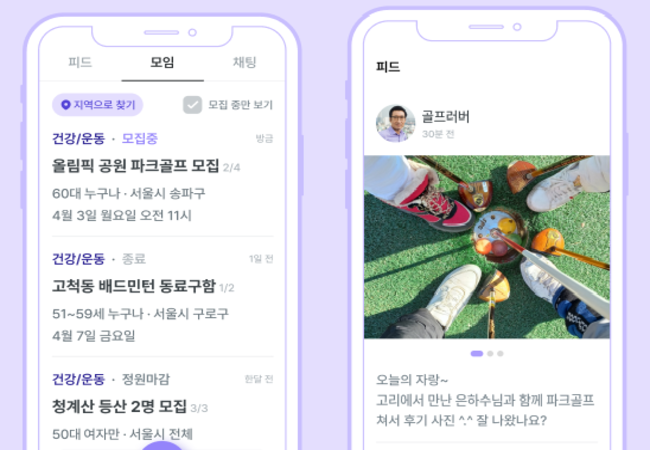 피드 모임 채팅
지역으로 찾기 모집 중만 보기
건강/운동 · 모집중 방금
올림픽 공원 파크골프 모집 2/4
60대 누구나 · 서울시 송파구
4월 3일 월요일 오전 11시
건강/운동 · 종료 1일 전
고척동 배드민턴 동료구함 1/2
51~59세 누구나 · 서울시 구로구
4월 7일 금요일
건강/운동 · 정원마감 한달 전
청계산 등산 2명 모집 3/3
50대 여자만 · 서울시 전체
피드
골프러버
30분 전
오늘의 자랑~
고리에서 만난 은하수님과 함께 파크골프
쳐서 후기 사진 ^.^ 잘 나왔나요?